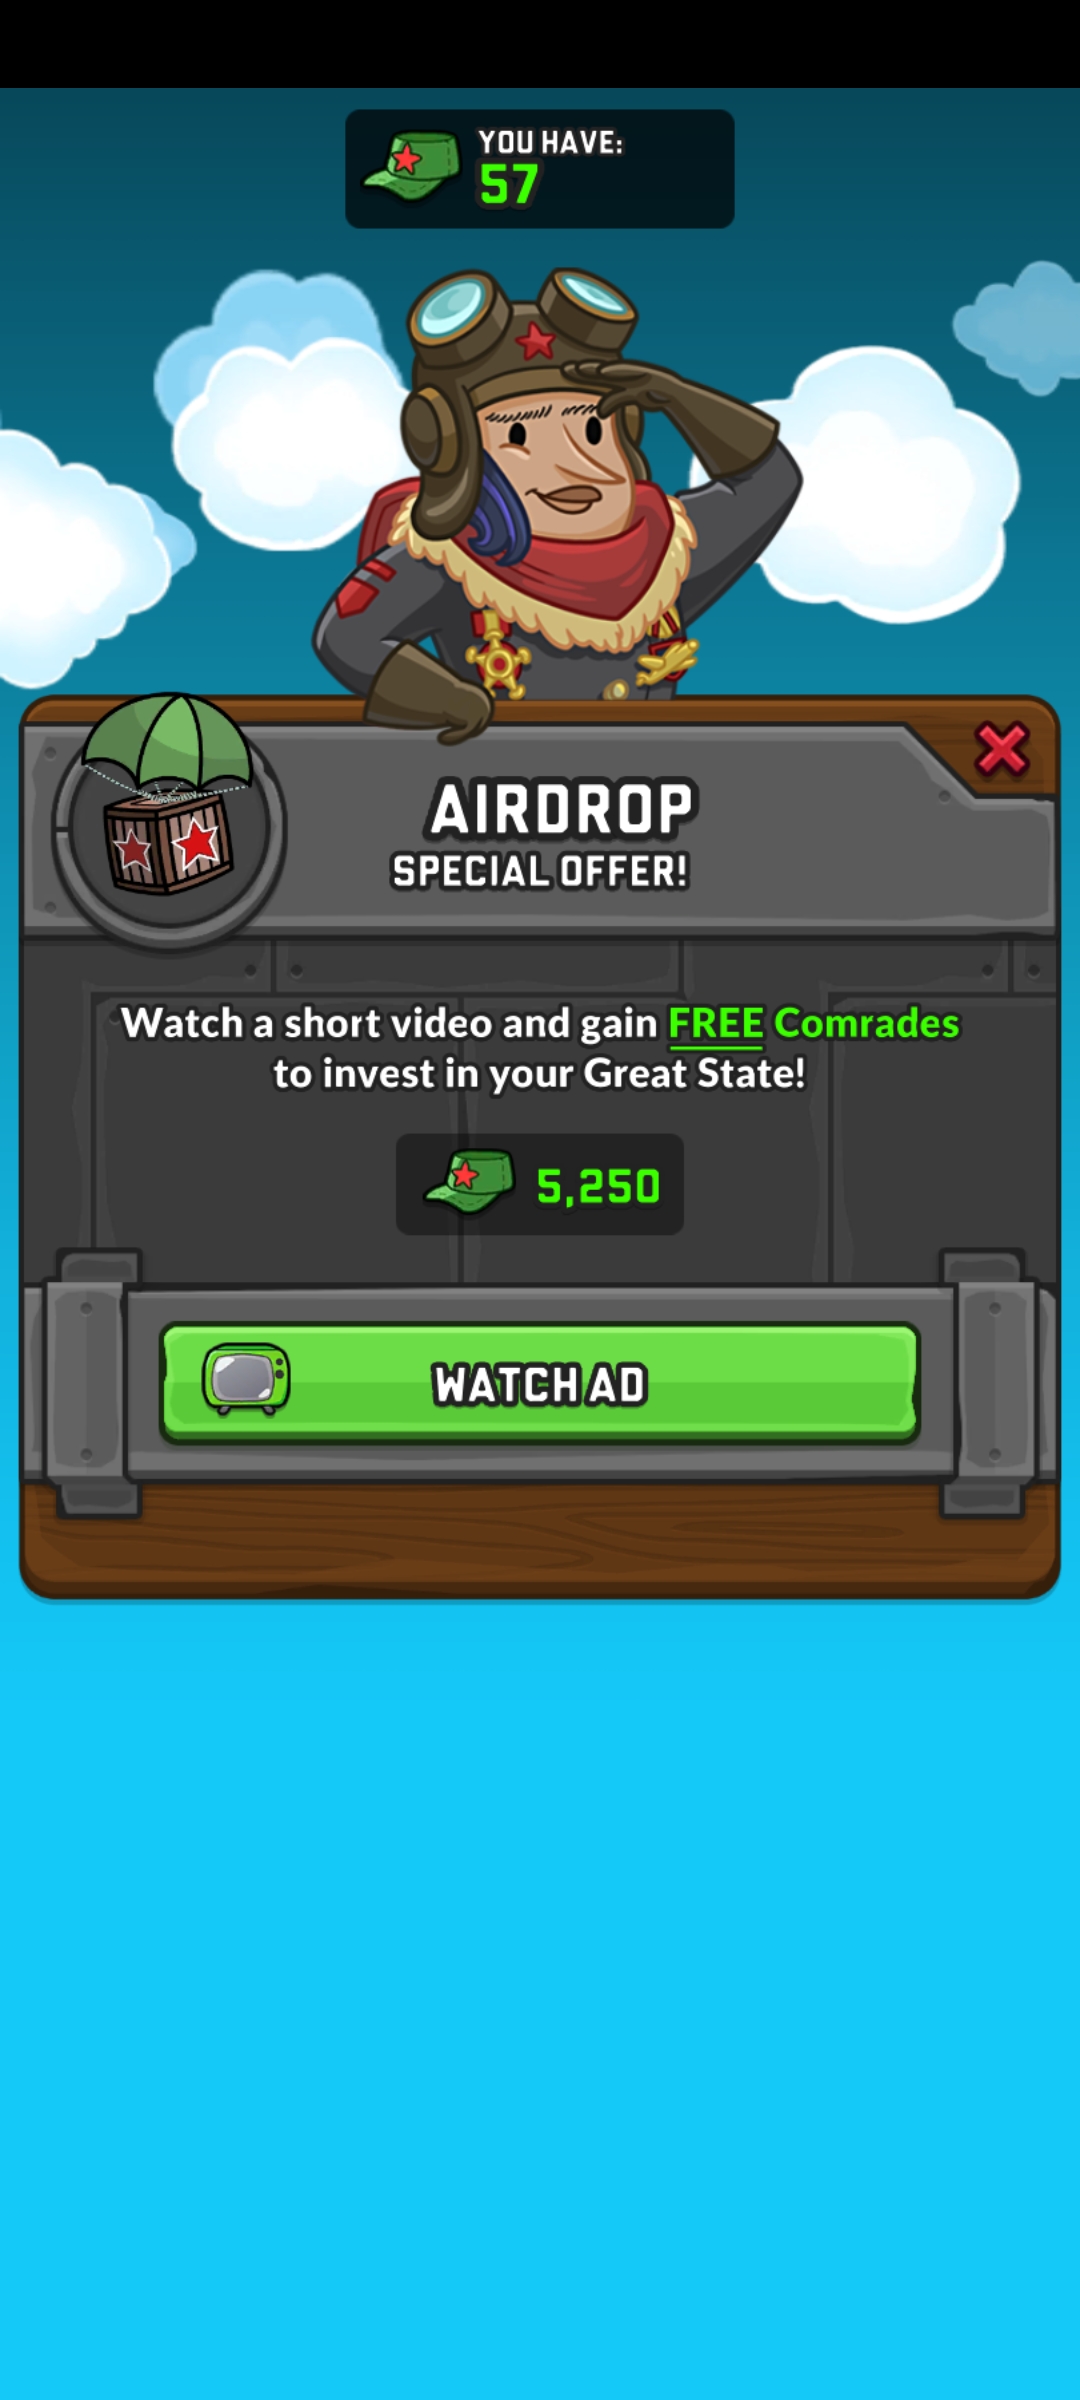 YOU HAVE:
57
AIRDROP
SPECIAL OFFER!
Watch a short video and gain FREE Comrades
to invest in your Great State!
5,250
WATCH AD